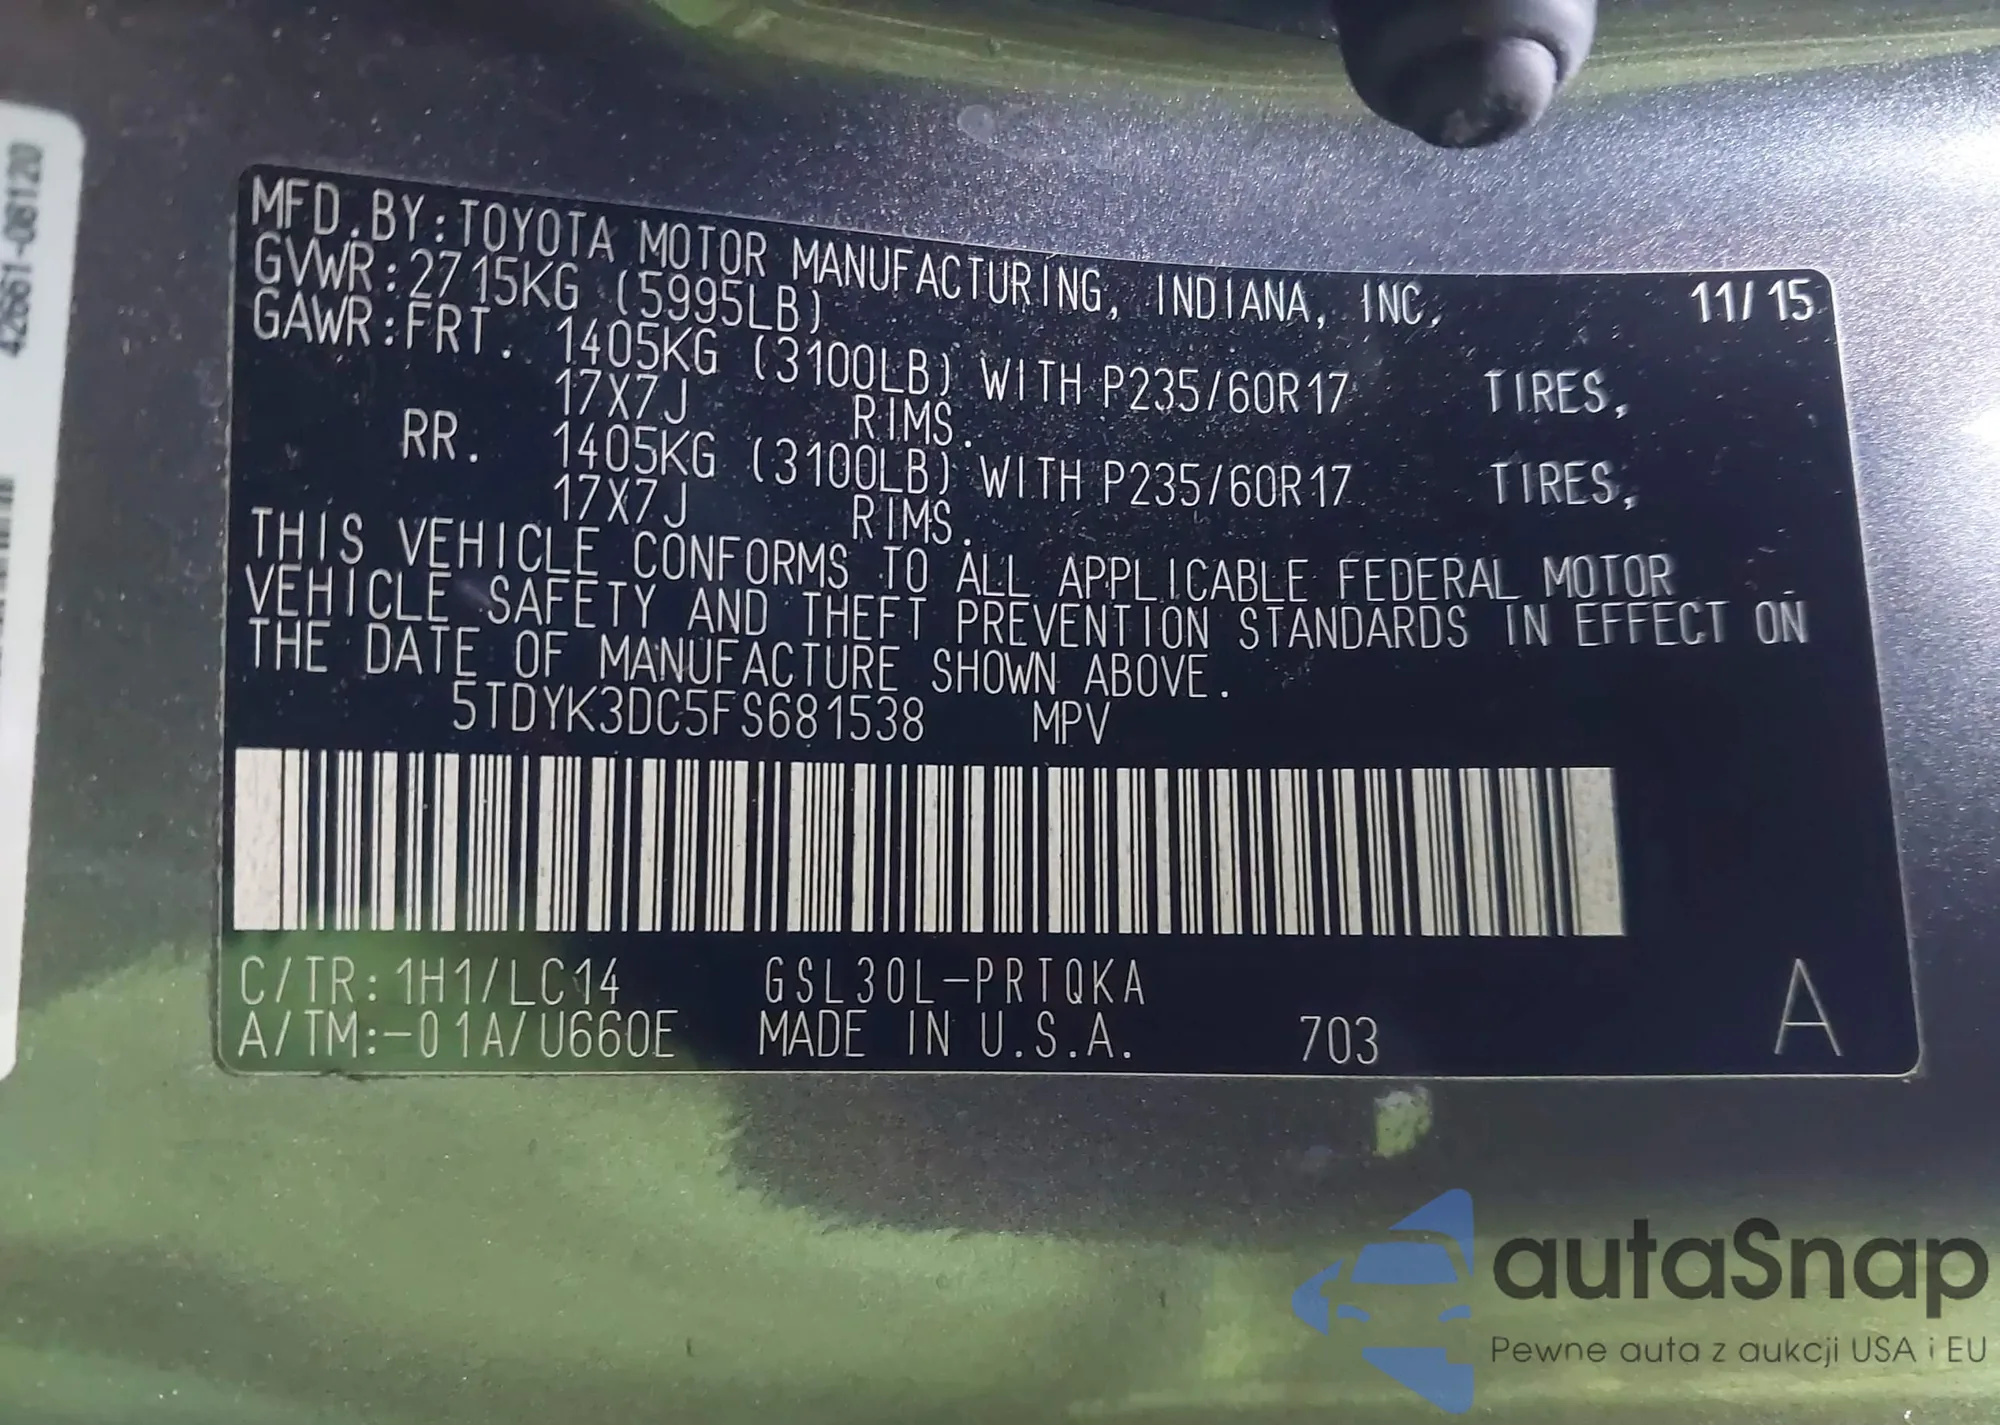 42661-08120
MFD.BY:TOYOTA MOTOR MANUFACTURING, INDIANA, INC. 11/15
GVWR:2715KG (5995LB)
GAWR:FRT. 1405KG (3100LB) WITH P235/60R17 TIRES,
17X7J RIMS.
RR. 1405KG (3100LB) WITH P235/60R17 TIRES,
17X7J RIMS.
THIS VEHICLE CONFORMS TO ALL APPLICABLE FEDERAL MOTOR
VEHICLE SAFETY AND THEFT PREVENTION STANDARDS IN EFFECT ON
THE DATE OF MANUFACTURE SHOWN ABOVE.
5TDYK3DC5FS681538 MPV
C/TR:1H1/LC14 GSL30L-PRTQKA
A/TM:-01A/U660E MADE IN U.S.A. 703 A
autaSnap
Pewne auta z aukcji USA i EU